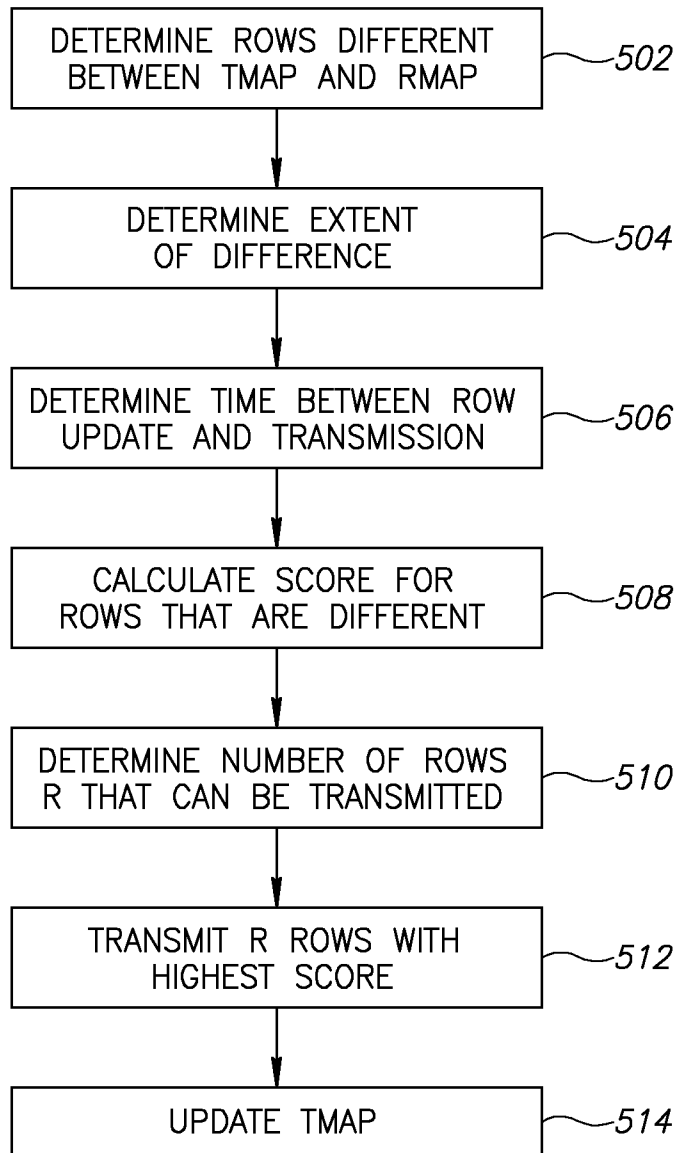 DETERMINE ROWS DIFFERENT
BETWEEN TMAP AND RMAP
502
DETERMINE EXTENT
OF DIFFERENCE
504
DETERMINE TIME BETWEEN ROW
UPDATE AND TRANSMISSION
506
CALCULATE SCORE FOR
ROWS THAT ARE DIFFERENT
508
DETERMINE NUMBER OF ROWS
R THAT CAN BE TRANSMITTED
510
TRANSMIT R ROWS WITH
HIGHEST SCORE
512
UPDATE TMAP
514